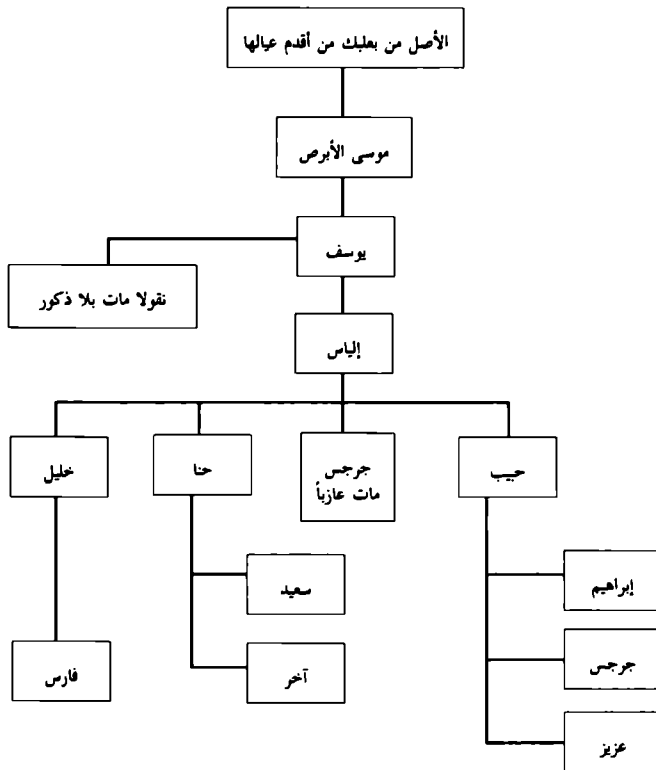 الأصل من بعلبك من أقدم عيالها
موسى الأبرص
يوسف
نقولا مات بلا ذكور
إلياس
حبيب
جرجس
مات عازباً
حنا
خليل
إبراهيم
سعيد
جرجس
آخر
فارس
عزيز